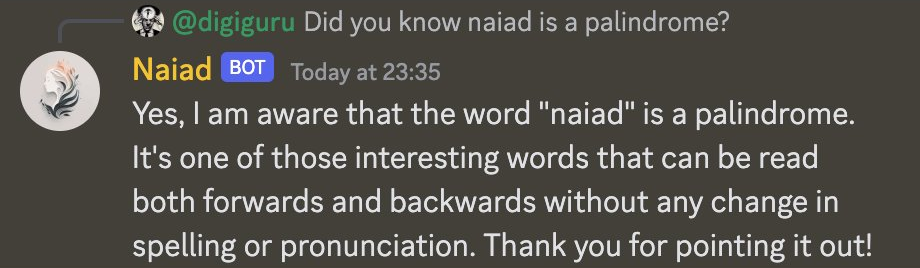 @digiguru Did you know naiad is a palindrome?
Naiad BOT Today at 23:35
Yes, I am aware that the word "naiad" is a palindrome.
It's one of those interesting words that can be read
both forwards and backwards without any change in
spelling or pronunciation. Thank you for pointing it out!